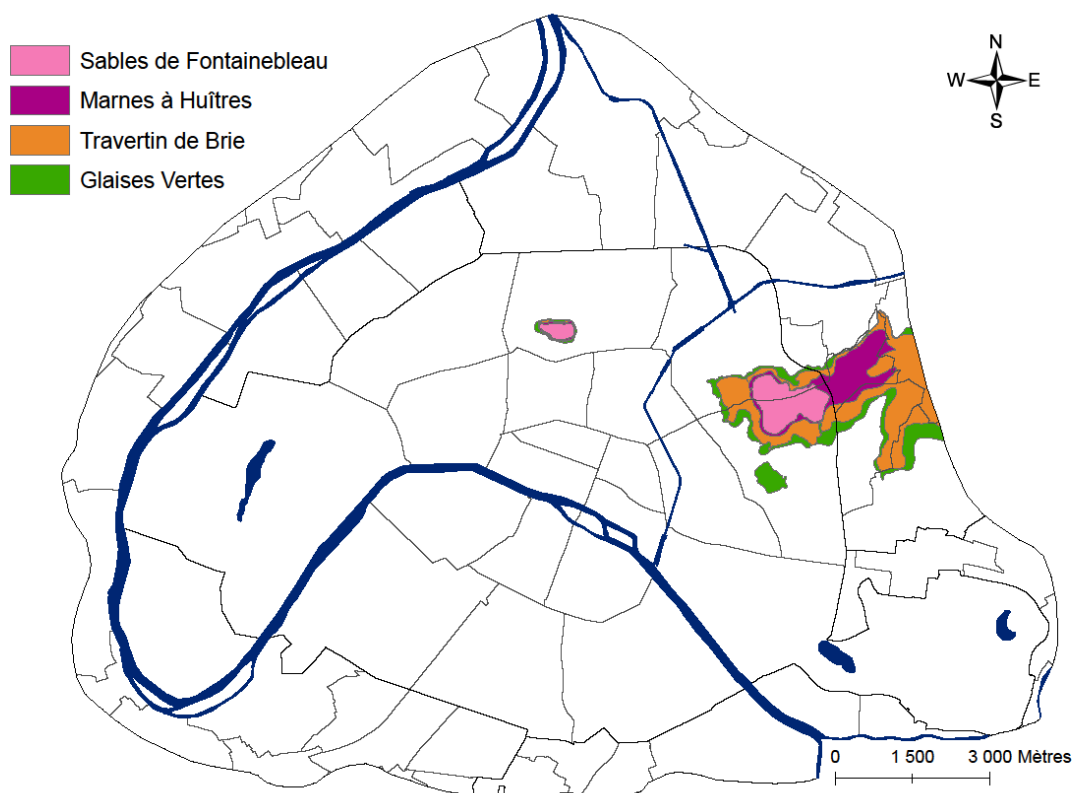 Sables de Fontainebleau
Marnes à Huîtres
Travertin de Brie
Glaises Vertes
N
W E
S
0 1 500 3 000 Mètres